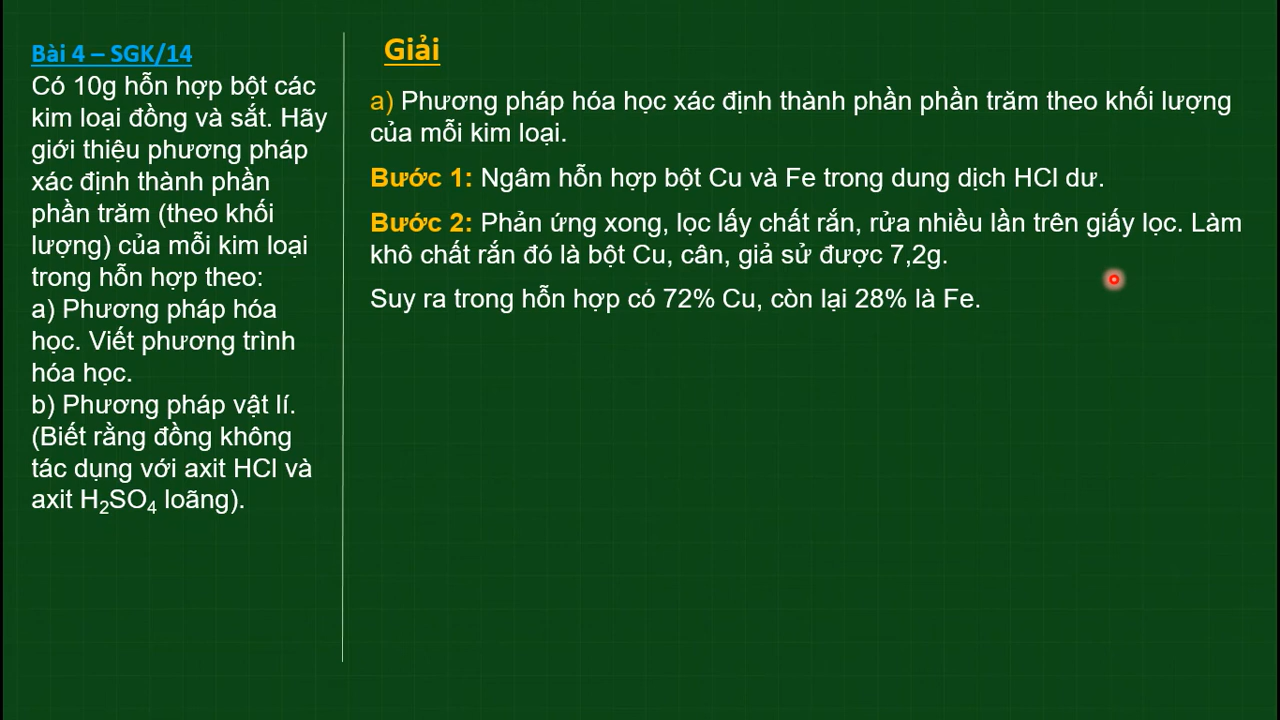 Bài 4 – SGK/14
Có 10g hỗn hợp bột các
kim loại đồng và sắt. Hãy
giới thiệu phương pháp
xác định thành phần
phần trăm (theo khối
lượng) của mỗi kim loại
trong hỗn hợp theo:
a) Phương pháp hóa
học. Viết phương trình
hóa học.
b) Phương pháp vật lí.
(Biết rằng đồng không
tác dụng với axit HCl và
axit H₂SO₄ loãng).
Giải
a) Phương pháp hóa học xác định thành phần phần trăm theo khối lượng
của mỗi kim loại.
Bước 1: Ngâm hỗn hợp bột Cu và Fe trong dung dịch HCl dư.
Bước 2: Phản ứng xong, lọc lấy chất rắn, rửa nhiều lần trên giấy lọc. Làm
khô chất rắn đó là bột Cu, cân, giả sử được 7,2g.
Suy ra trong hỗn hợp có 72% Cu, còn lại 28% là Fe.